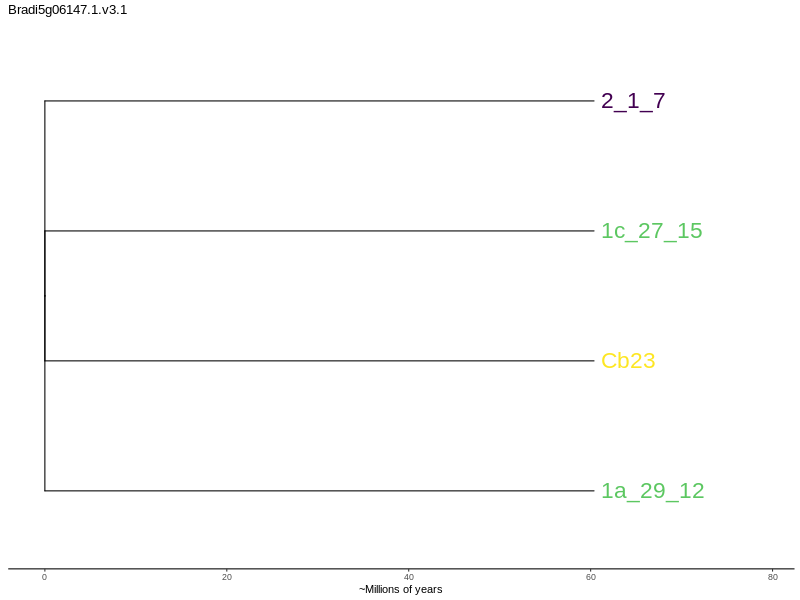 Bradi5g06147.1.v3.1
2_1_7
1c_27_15
Cb23
1a_29_12
0 20 40 60 80
~Millions of years